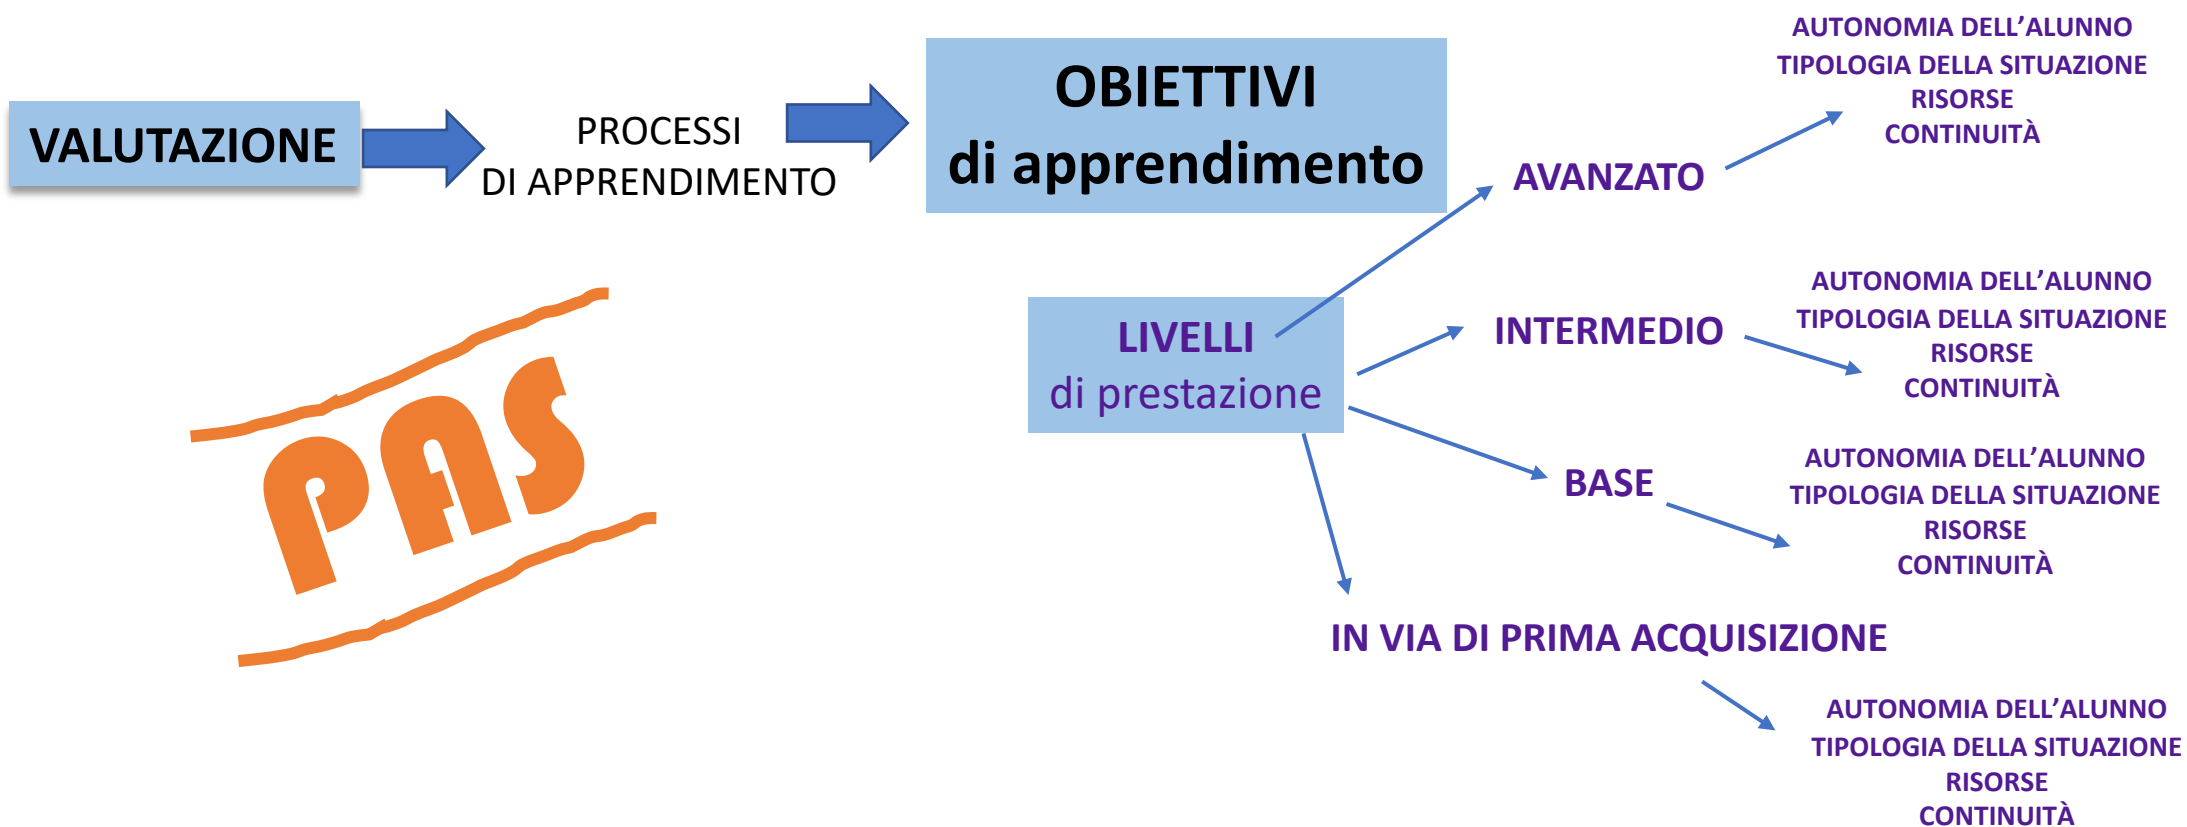 VALUTAZIONE
PROCESSI
DI APPRENDIMENTO
OBIETTIVI
di apprendimento
AUTONOMIA DELL’ALUNNO
TIPOLOGIA DELLA SITUAZIONE
RISORSE
CONTINUITÀ
AVANZATO
LIVELLI
di prestazione
INTERMEDIO
AUTONOMIA DELL’ALUNNO
TIPOLOGIA DELLA SITUAZIONE
RISORSE
CONTINUITÀ
PAS
BASE
AUTONOMIA DELL’ALUNNO
TIPOLOGIA DELLA SITUAZIONE
RISORSE
CONTINUITÀ
IN VIA DI PRIMA ACQUISIZIONE
AUTONOMIA DELL’ALUNNO
TIPOLOGIA DELLA SITUAZIONE
RISORSE
CONTINUITÀ